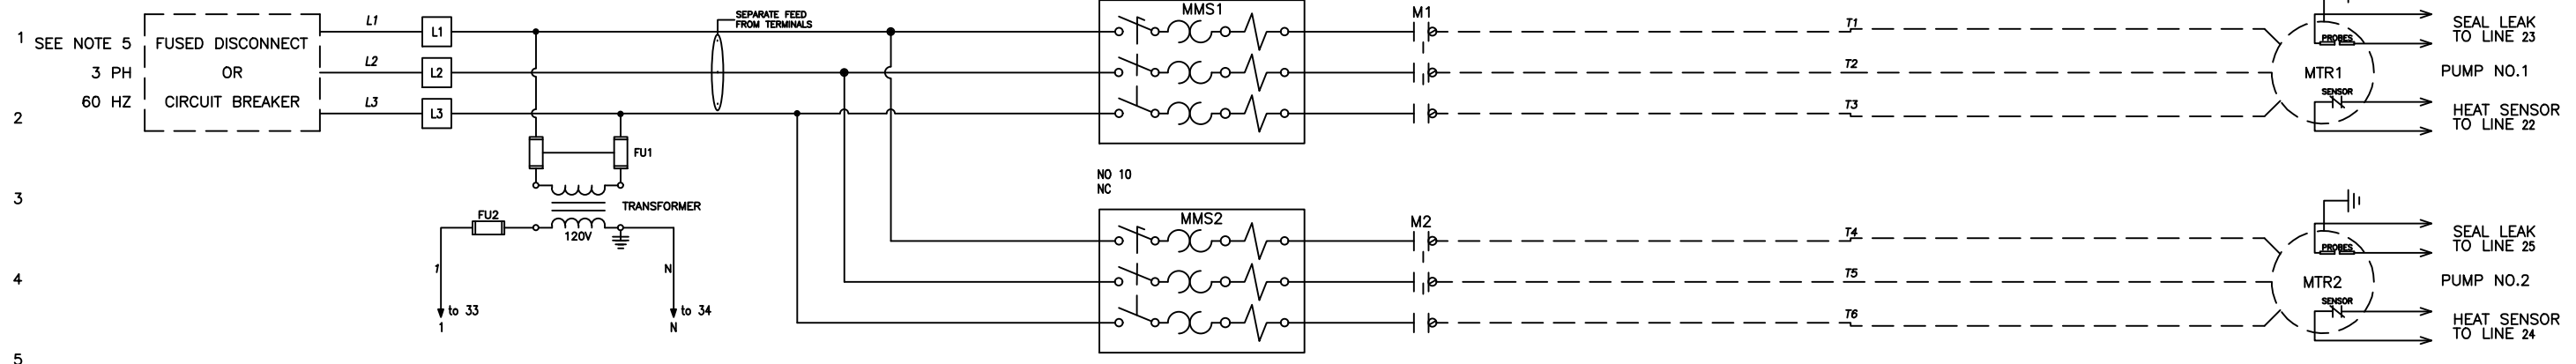 1
SEE NOTE 5
3 PH
60 HZ
2
3
4
5
FUSED DISCONNECT
OR
CIRCUIT BREAKER
L1
L2
L3
L1
L2
L3
SEPARATE FEED
FROM TERMINALS
FU1
TRANSFORMER
FU2
120V
1
N
to 33
1
to 34
N
MMS1
M1
T1
T2
T3
PROBES
MTR1
SENSOR
SEAL LEAK
TO LINE 23
PUMP NO.1
HEAT SENSOR
TO LINE 22
NO 10
NC
MMS2
M2
T4
T5
T6
PROBES
MTR2
SENSOR
SEAL LEAK
TO LINE 25
PUMP NO.2
HEAT SENSOR
TO LINE 24